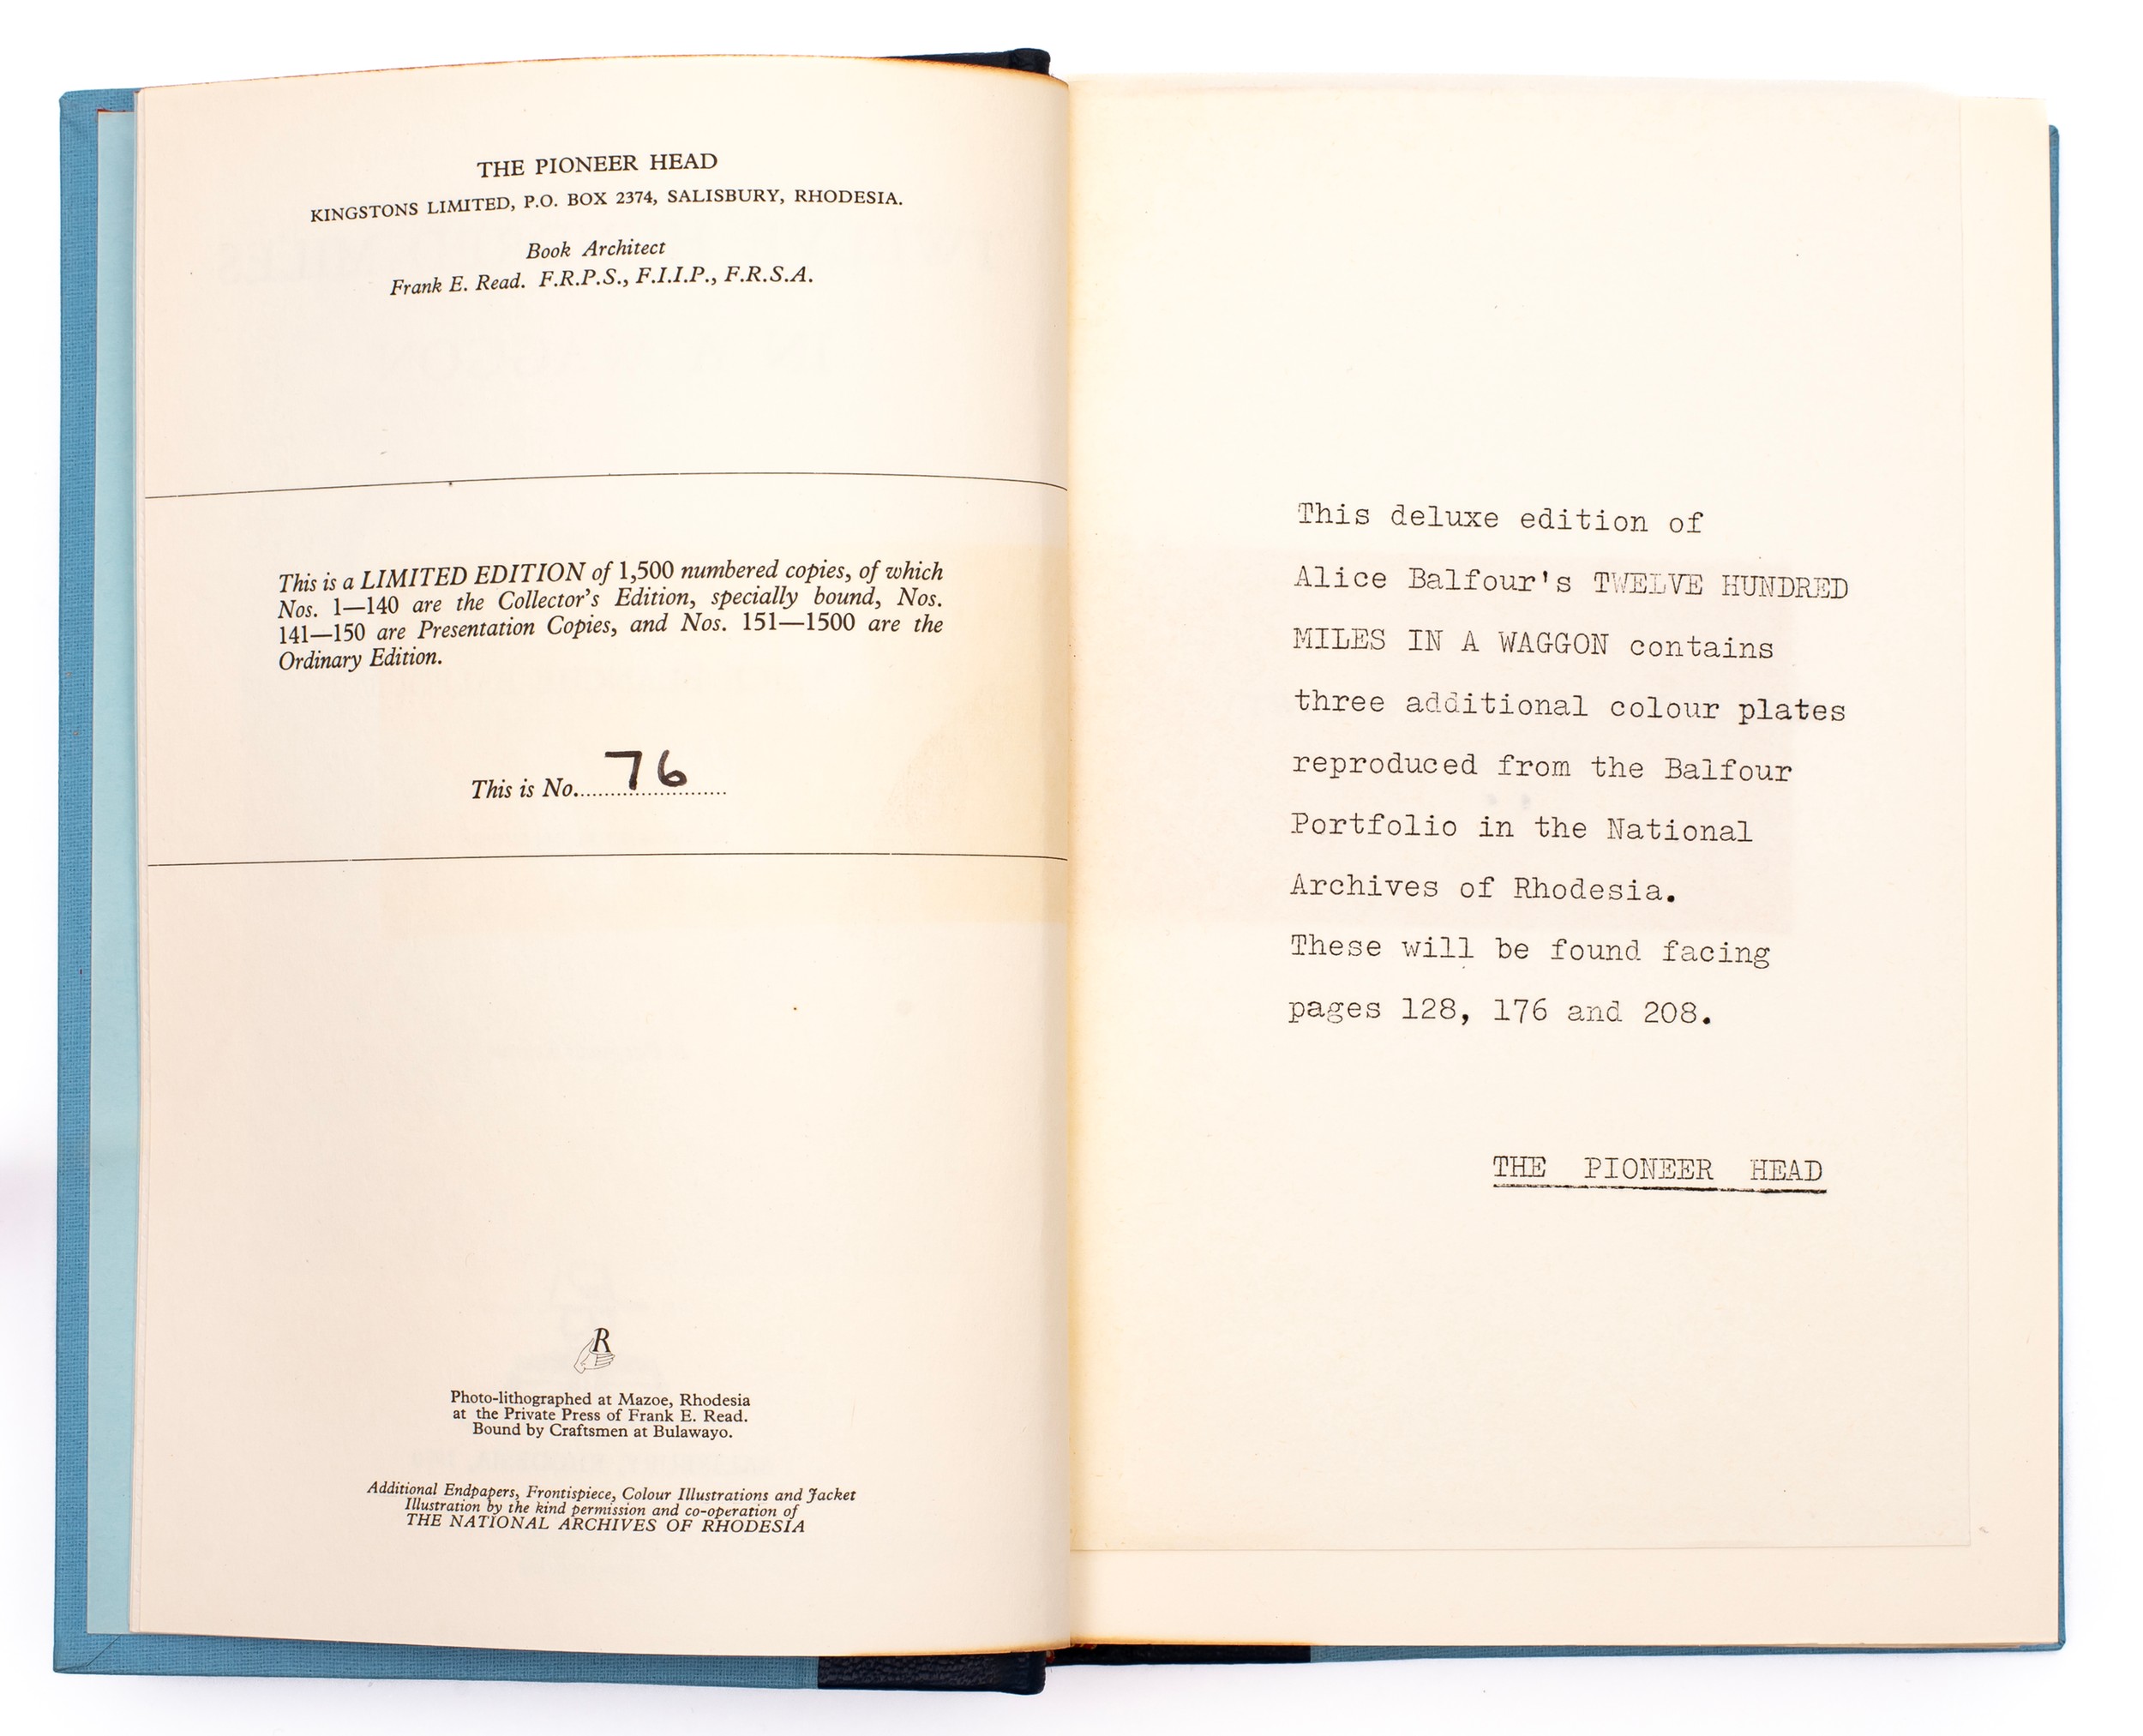 THE PIONEER HEAD
KINGSTONS LIMITED, P.O. BOX 2374, SALISBURY, RHODESIA.
Book Architect
Frank E. Read. F.R.P.S., F.I.I.P., F.R.S.A.
This is a LIMITED EDITION of 1,500 numbered copies, of which
Nos. 1—140 are the Collector's Edition, specially bound, Nos.
141—150 are Presentation Copies, and Nos. 151—1500 are the
Ordinary Edition.
This is No. 76
R
Photo-lithographed at Mazoe, Rhodesia
at the Private Press of Frank E. Read.
Bound by Craftsmen at Bulawayo.
Additional Endpapers, Frontispiece, Colour Illustrations and Jacket
Illustration by the kind permission and co-operation of
THE NATIONAL ARCHIVES OF RHODESIA
This deluxe edition of
Alice Balfour's TWELVE HUNDRED
MILES IN A WAGGON contains
three additional colour plates
reproduced from the Balfour
Portfolio in the National
Archives of Rhodesia.
These will be found facing
pages 128, 176 and 208.
THE PIONEER HEAD